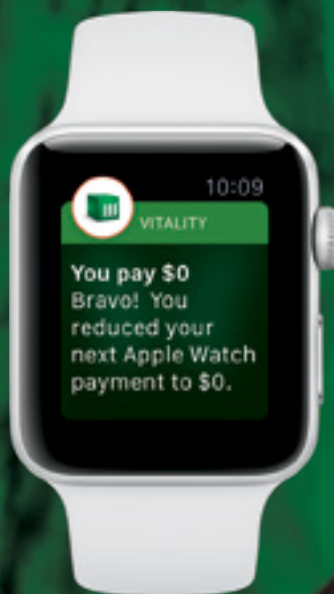 10:09
VITALITY
You pay $0
Bravo! You
reduced your
next Apple Watch
payment to $0.